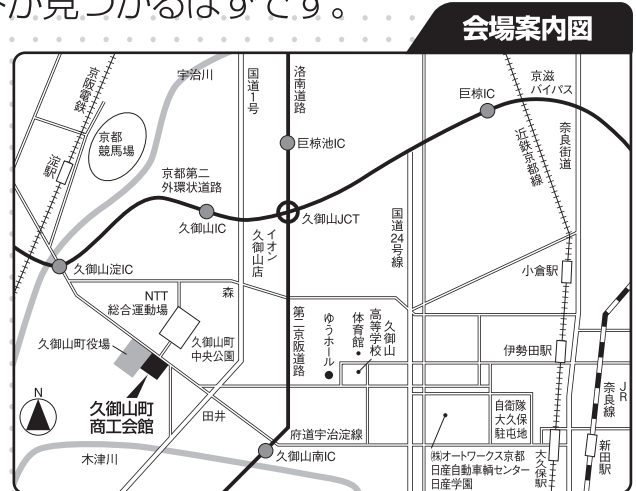 が見つかるはずです。
会場案内図
京阪電鉄
宇治川
国道1号
洛南道路
巨椋IC
京滋
バイパス
近鉄京都線
奈良街道
京都
競馬場
淀駅
巨椋池IC
京都第二
外環状道路
久御山IC
久御山JCT
イオン
久御山店
国道24号線
久御山淀IC
小倉駅
NTT
総合運動場
森
久御山町役場
久御山町
中央公園
第二京阪道路
ゆうホール
久御山
高等学校
体育館
伊勢田駅
JR
奈良線
N
久御山町
商工会館
田井
自衛隊
大久保
駐屯地
新田駅
木津川
府道宇治淀線
久御山南IC
㈱オートワークス京都
日産自動車輌センター
日産学園
大久保駅